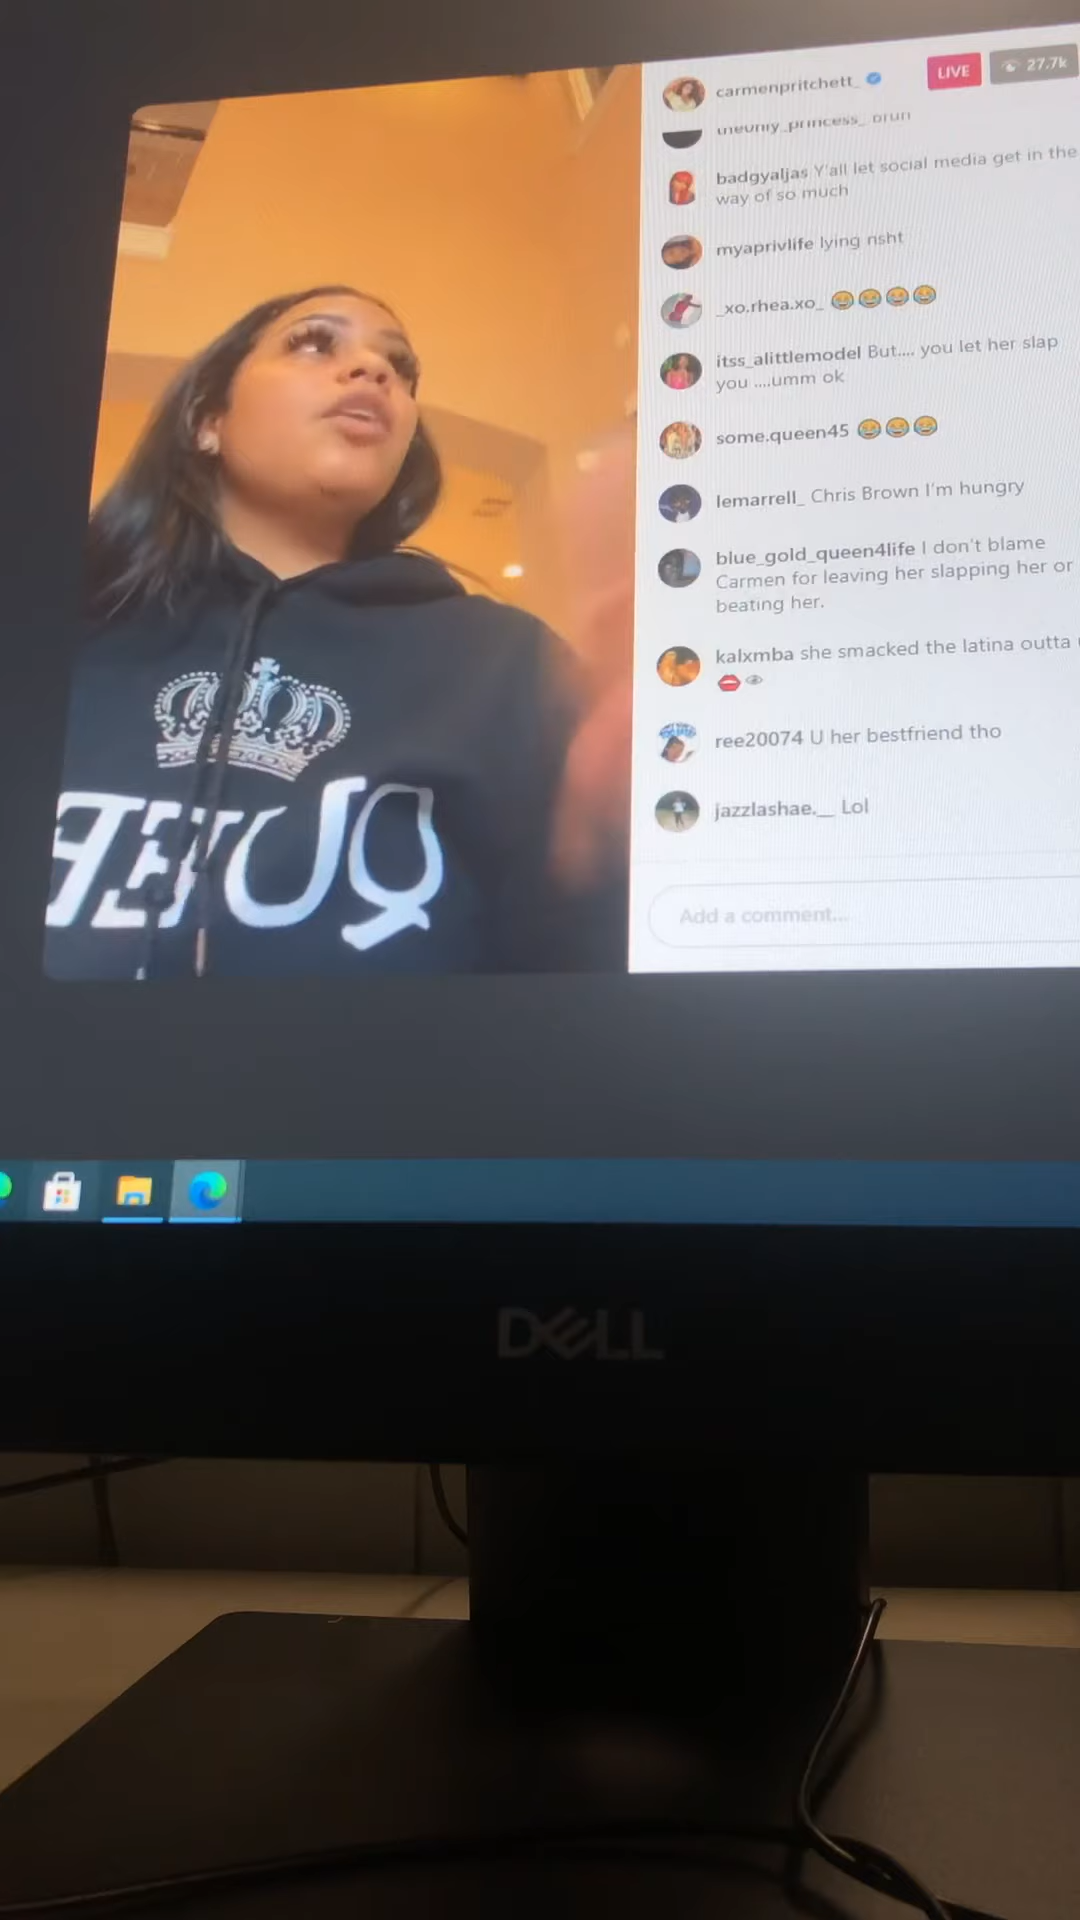 carmenpritchett_
LIVE
27.7k
badgyaljas Y'all let social media get in the
way of so much
myaprivlife lying nsht
_xo.rhea.xo_ 😂😂😂😂
itss_alittlemodel But.... you let her slap
you ....umm ok
some.queen45 😂😂😂
lemarrell_ Chris Brown I'm hungry
blue_gold_queen4life I don't blame
Carmen for leaving her slapping her or
beating her.
kalxmba she smacked the latina outta
👄👁
ree20074 U her bestfriend tho
jazzlashae.__ Lol
Add a comment...
DELL